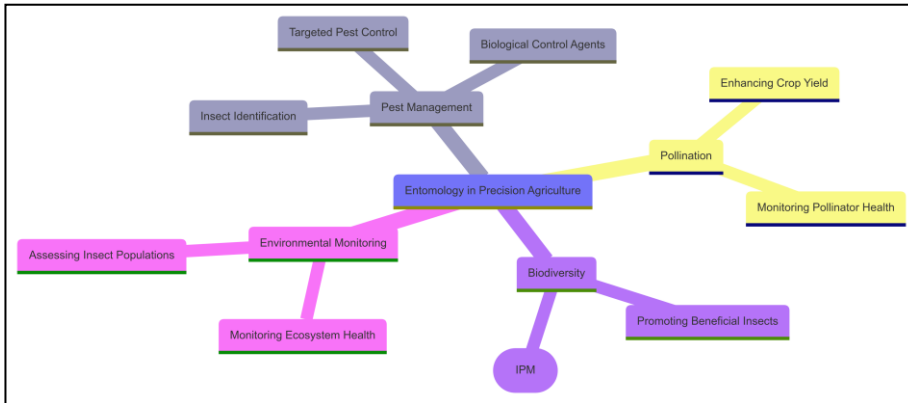 Targeted Pest Control
Biological Control Agents
Enhancing Crop Yield
Insect Identification
Pest Management
Pollination
Entomology in Precision Agriculture
Monitoring Pollinator Health
Assessing Insect Populations
Environmental Monitoring
Biodiversity
Monitoring Ecosystem Health
Promoting Beneficial Insects
IPM